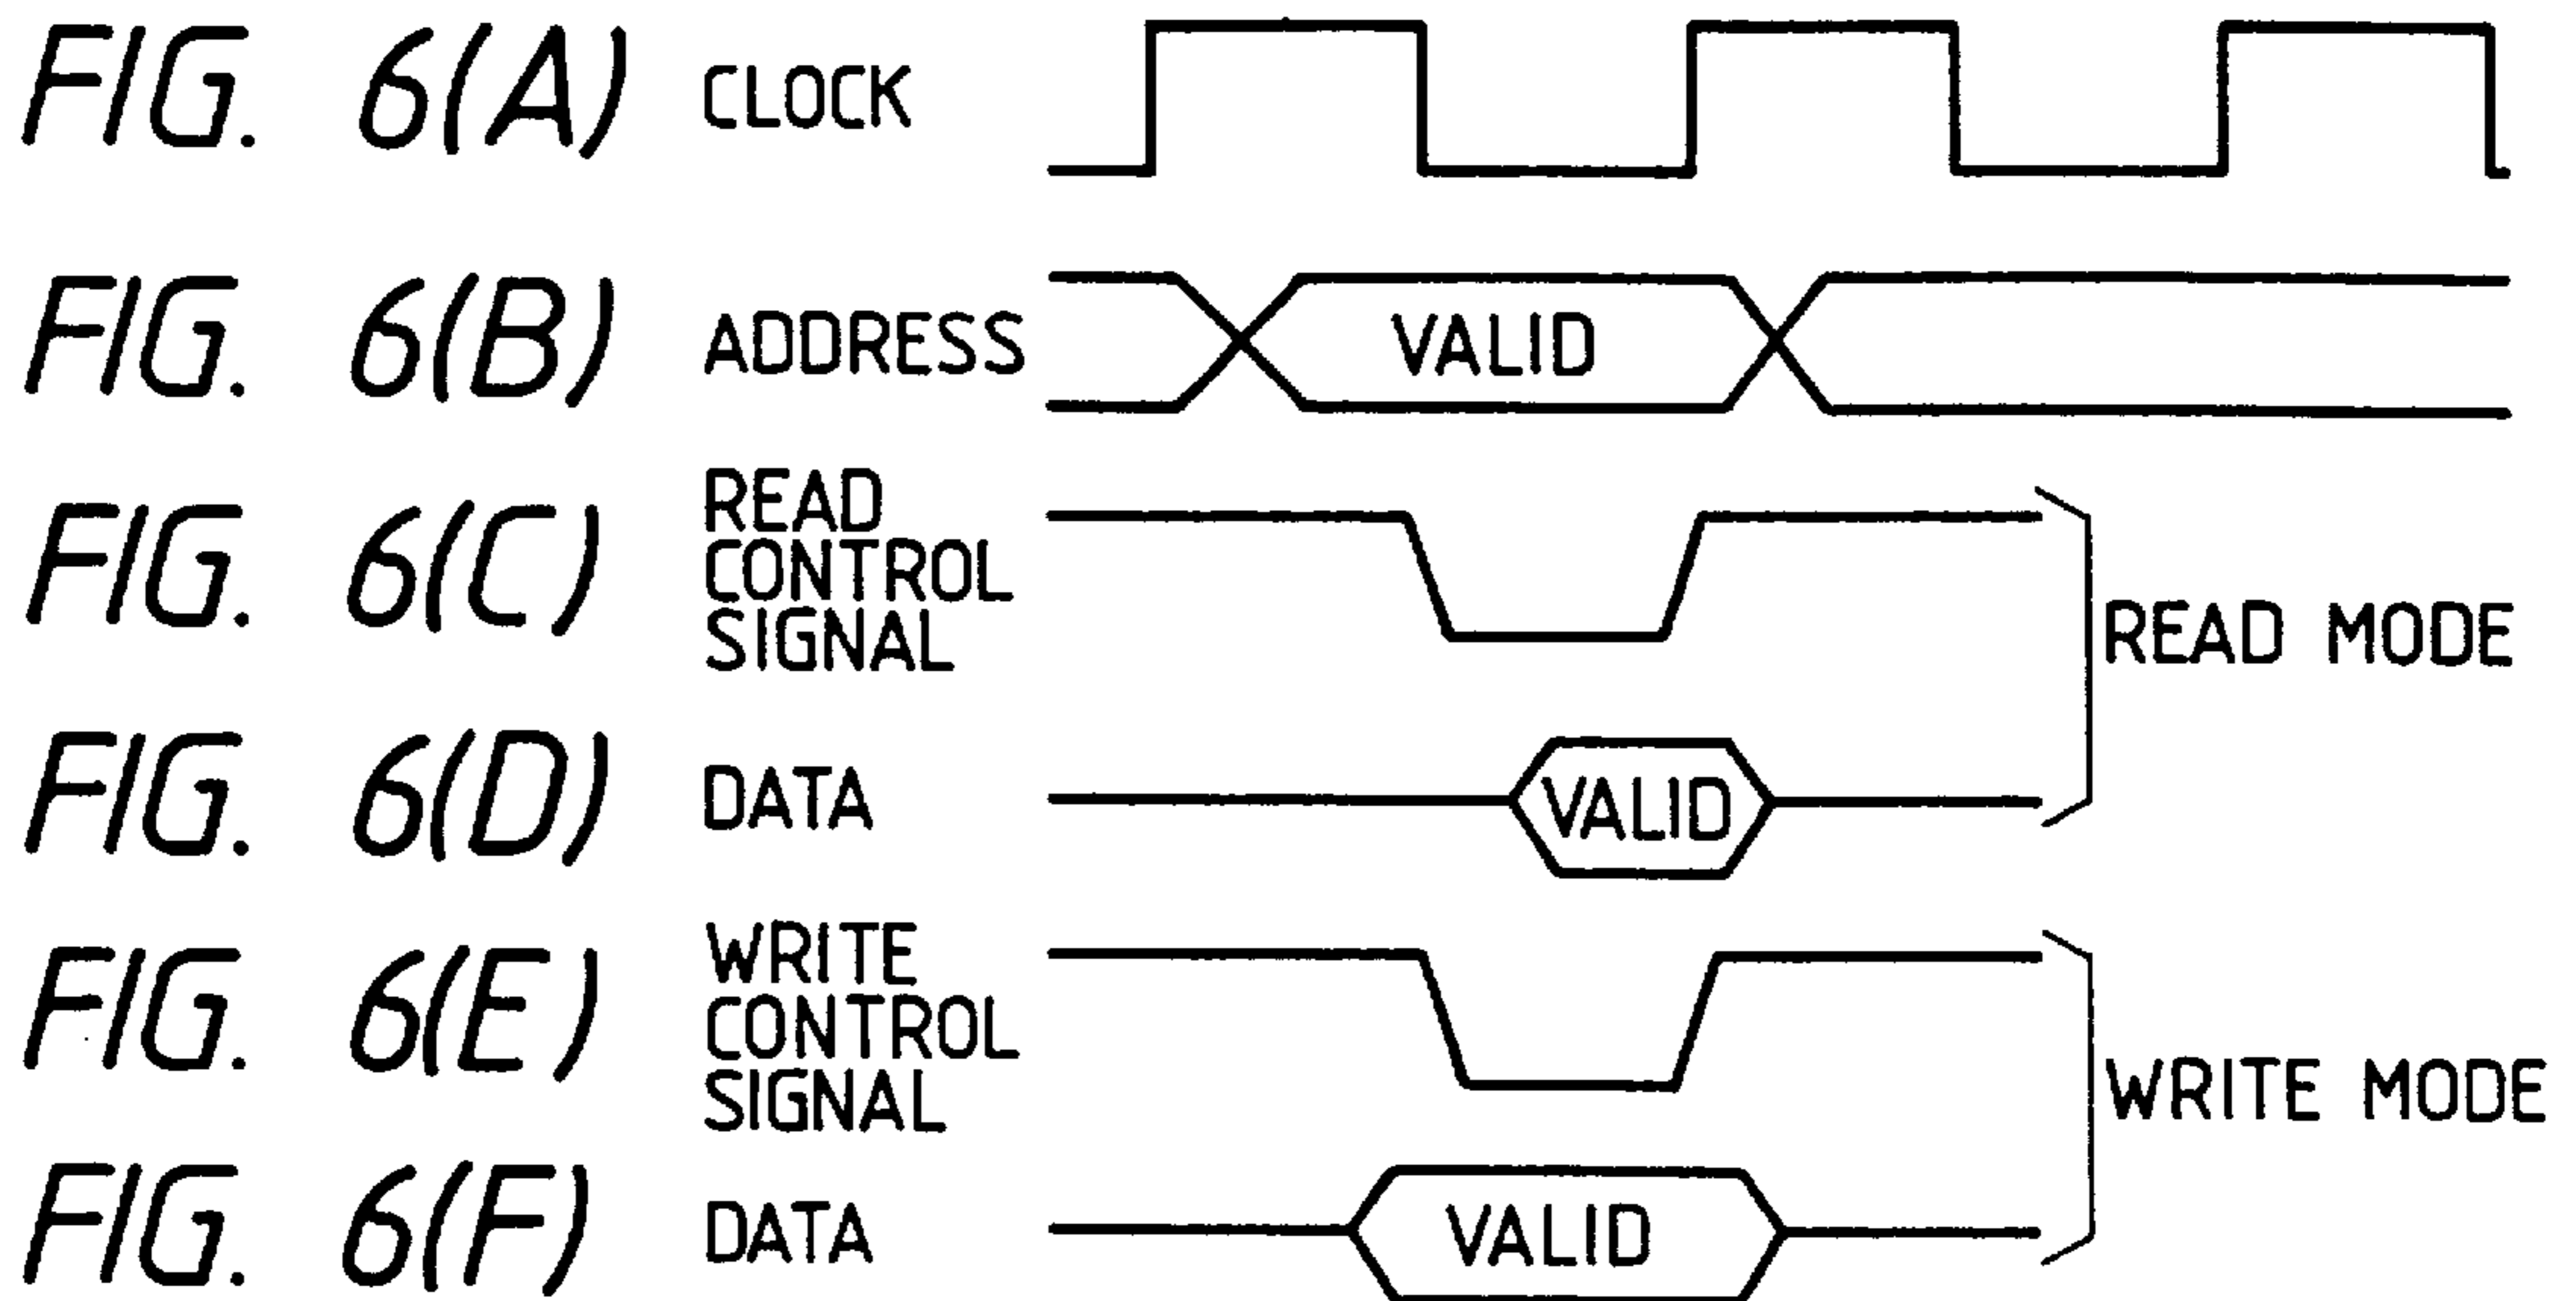 FIG. 6(A) CLOCK
FIG. 6(B) ADDRESS VALID
FIG. 6(C) READ
CONTROL
SIGNAL
READ MODE
FIG. 6(D) DATA VALID
FIG. 6(E) WRITE
CONTROL
SIGNAL
WRITE MODE
FIG. 6(F) DATA VALID